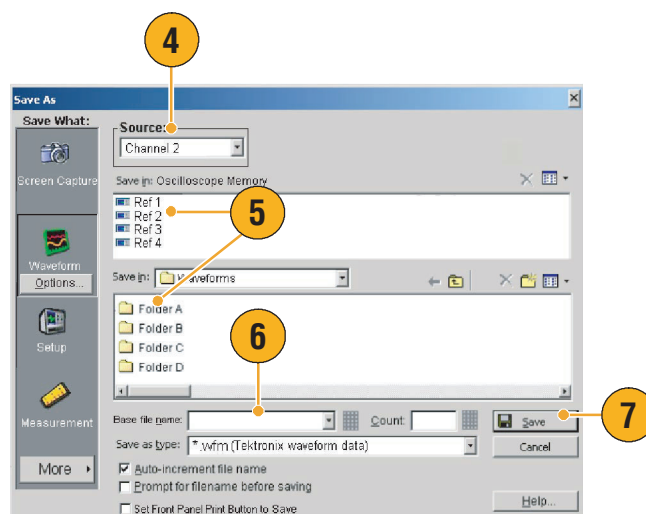 4
Save As
Save What:
Source:
Channel 2
Screen Capture
Save in: Oscilloscope Memory
Ref 1
Ref 2
Ref 3
Ref 4
5
Waveform
Options...
Save in: Waveforms
Folder A
Folder B
Folder C
Folder D
Setup
6
7
Measurement
Base file name:
Count:
Save
Save as type: *.wfm (Tektronix waveform data)
Cancel
More
Auto-increment file name
Prompt for filename before saving
Set Front Panel Print Button to Save
Help...